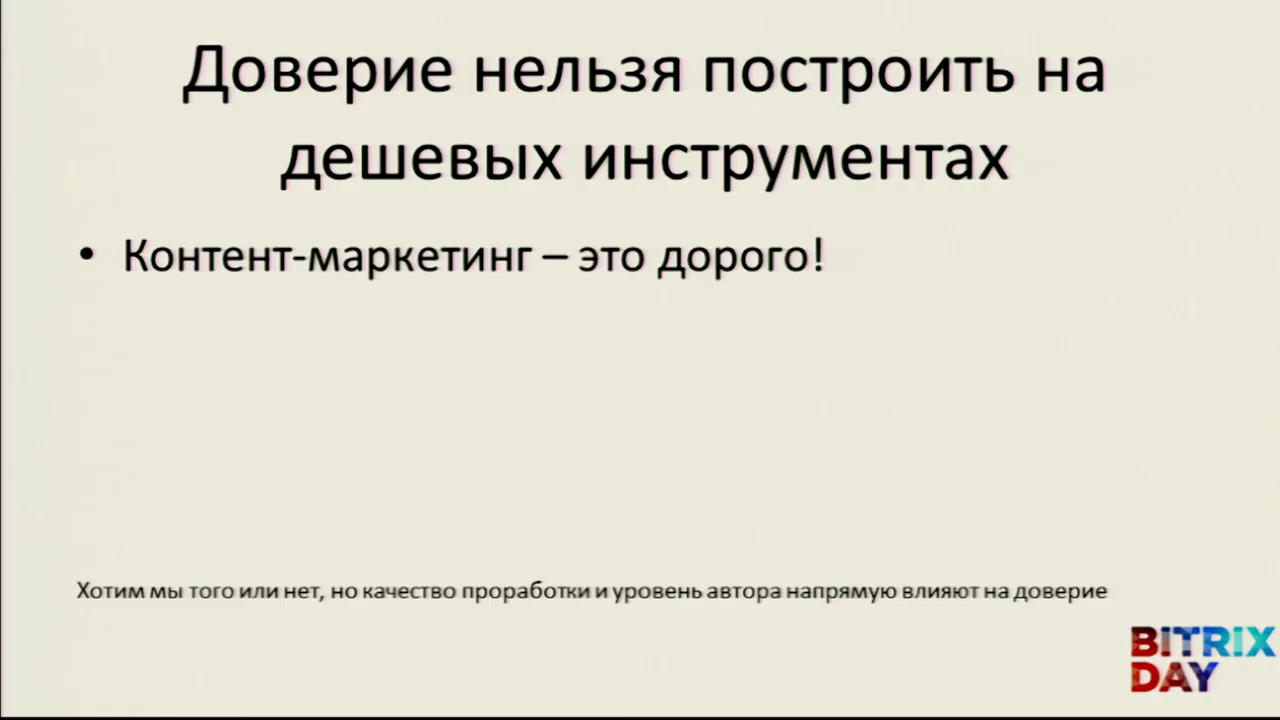 Доверие нельзя построить на
дешевых инструментах
• Контент-маркетинг – это дорого!
Хотим мы того или нет, но качество проработки и уровень автора напрямую влияют на доверие
BITRIX
DAY